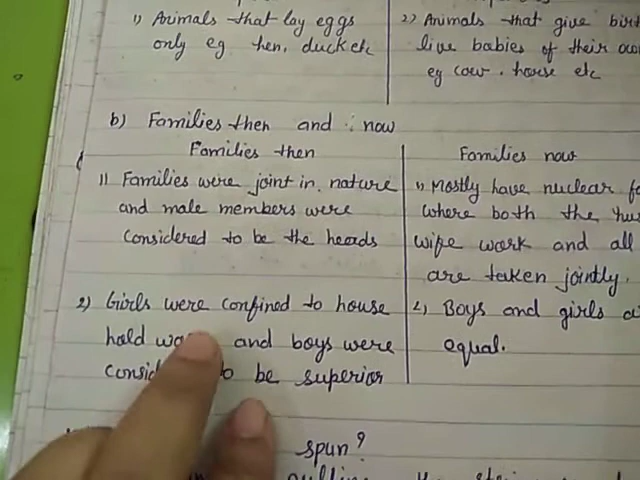 1) Animals that lay eggs
only eg hen, duck etc
2) Animals that give
live babies of their
eg cow. house etc
b) Families then and : now
Families then
1) Families were joint in nature
and male members were
considered to be the heads
2) Girls were confined to house
hold and boys were
to be superior
Families now
1) Mostly have nuclear
where both the
wife work and all
are taken jointly.
2) Boys and girls
equal.
spun?